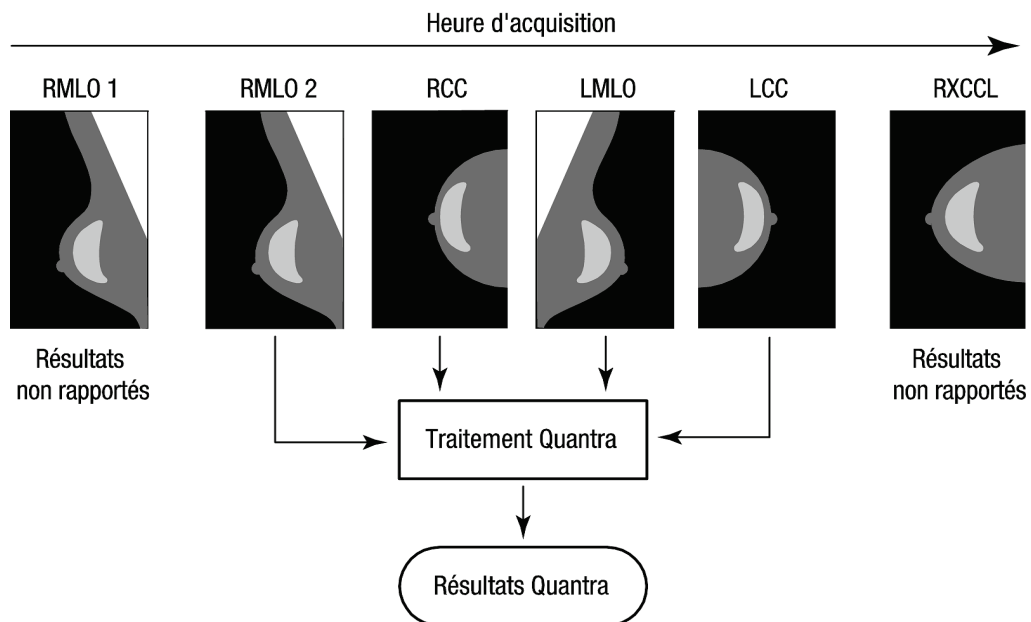 Heure d'acquisition
RMLO 1
RMLO 2
RCC
LMLO
LCC
RXCCL
Résultats
non rapportés
Résultats
non rapportés
Traitement Quantra
Résultats Quantra